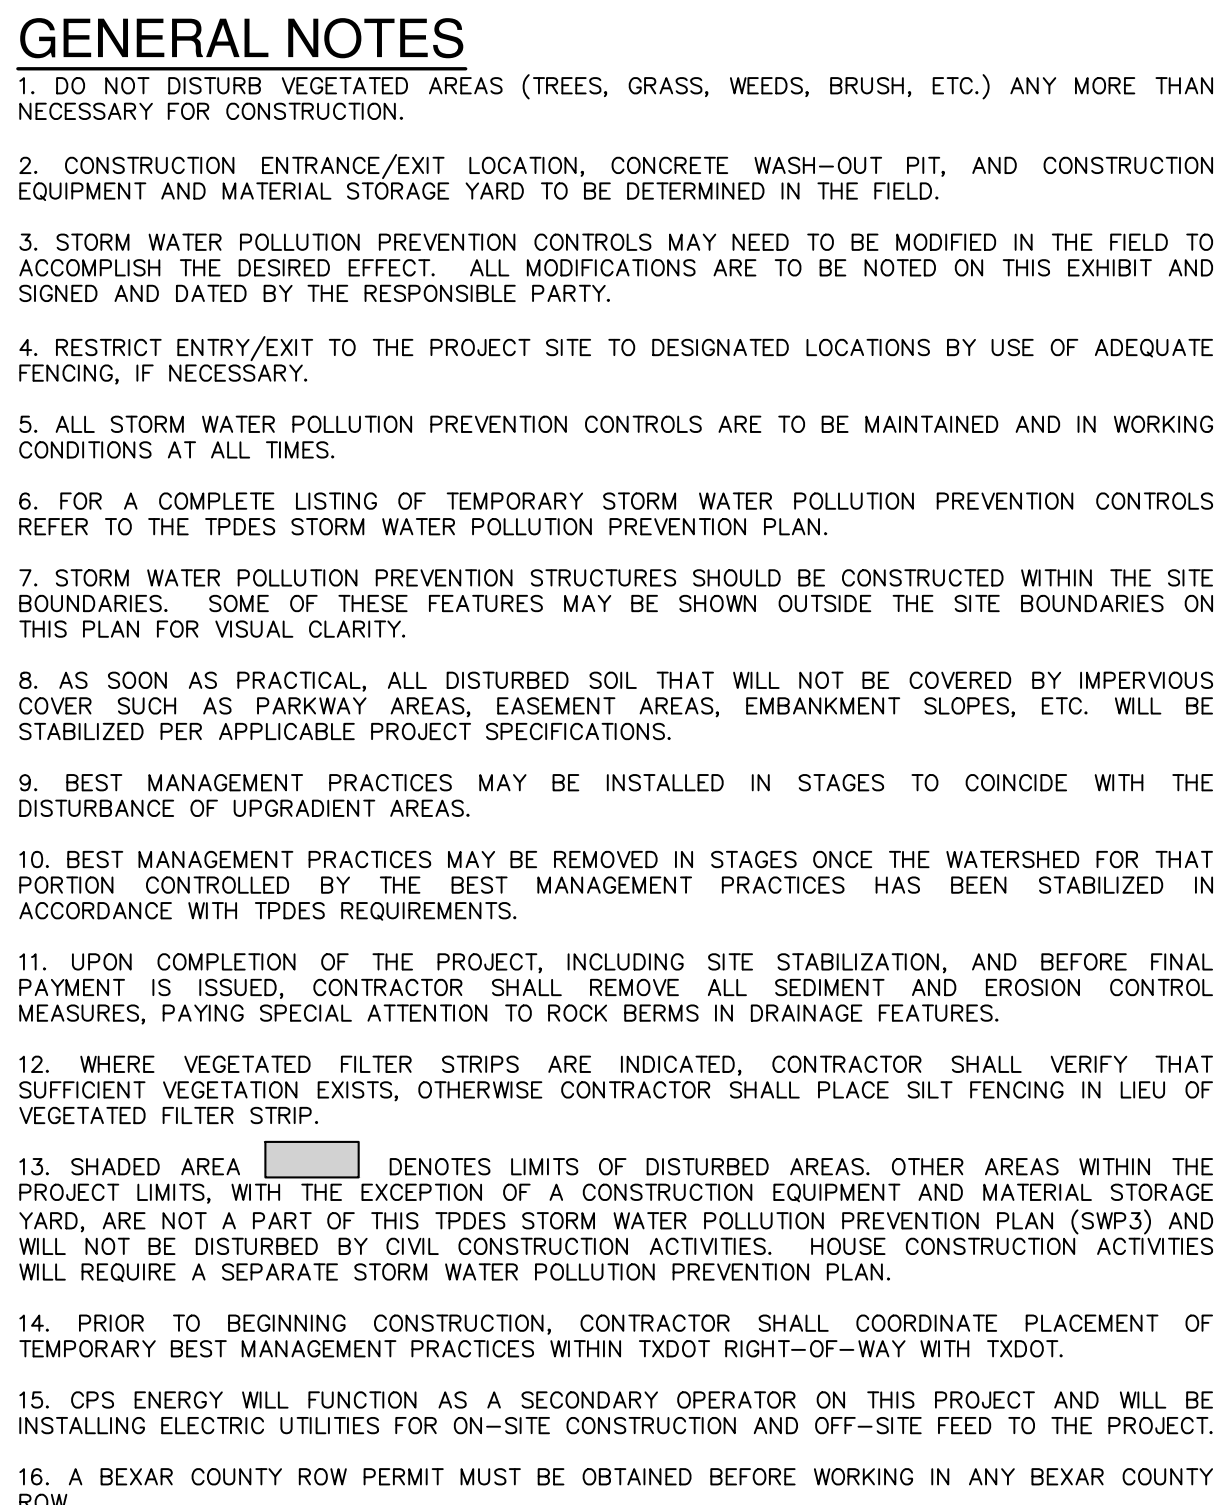 GENERAL NOTES
1. DO NOT DISTURB VEGETATED AREAS (TREES, GRASS, WEEDS, BRUSH, ETC.) ANY MORE THAN
NECESSARY FOR CONSTRUCTION.
2. CONSTRUCTION ENTRANCE/EXIT LOCATION, CONCRETE WASH-OUT PIT, AND CONSTRUCTION
EQUIPMENT AND MATERIAL STORAGE YARD TO BE DETERMINED IN THE FIELD.
3. STORM WATER POLLUTION PREVENTION CONTROLS MAY NEED TO BE MODIFIED IN THE FIELD TO
ACCOMPLISH THE DESIRED EFFECT. ALL MODIFICATIONS ARE TO BE NOTED ON THIS EXHIBIT AND
SIGNED AND DATED BY THE RESPONSIBLE PARTY.
4. RESTRICT ENTRY/EXIT TO THE PROJECT SITE TO DESIGNATED LOCATIONS BY USE OF ADEQUATE
FENCING, IF NECESSARY.
5. ALL STORM WATER POLLUTION PREVENTION CONTROLS ARE TO BE MAINTAINED AND IN WORKING
CONDITIONS AT ALL TIMES.
6. FOR A COMPLETE LISTING OF TEMPORARY STORM WATER POLLUTION PREVENTION CONTROLS
REFER TO THE TPDES STORM WATER POLLUTION PREVENTION PLAN.
7. STORM WATER POLLUTION PREVENTION STRUCTURES SHOULD BE CONSTRUCTED WITHIN THE SITE
BOUNDARIES. SOME OF THESE FEATURES MAY BE SHOWN OUTSIDE THE SITE BOUNDARIES ON
THIS PLAN FOR VISUAL CLARITY.
8. AS SOON AS PRACTICAL, ALL DISTURBED SOIL THAT WILL NOT BE COVERED BY IMPERVIOUS
COVER SUCH AS PARKWAY AREAS, EASEMENT AREAS, EMBANKMENT SLOPES, ETC. WILL BE
STABILIZED PER APPLICABLE PROJECT SPECIFICATIONS.
9. BEST MANAGEMENT PRACTICES MAY BE INSTALLED IN STAGES TO COINCIDE WITH THE
DISTURBANCE OF UPGRADIENT AREAS.
10. BEST MANAGEMENT PRACTICES MAY BE REMOVED IN STAGES ONCE THE WATERSHED FOR THAT
PORTION CONTROLLED BY THE BEST MANAGEMENT PRACTICES HAS BEEN STABILIZED IN
ACCORDANCE WITH TPDES REQUIREMENTS.
11. UPON COMPLETION OF THE PROJECT, INCLUDING SITE STABILIZATION, AND BEFORE FINAL
PAYMENT IS ISSUED, CONTRACTOR SHALL REMOVE ALL SEDIMENT AND EROSION CONTROL
MEASURES, PAYING SPECIAL ATTENTION TO ROCK BERMS IN DRAINAGE FEATURES.
12. WHERE VEGETATED FILTER STRIPS ARE INDICATED, CONTRACTOR SHALL VERIFY THAT
SUFFICIENT VEGETATION EXISTS, OTHERWISE CONTRACTOR SHALL PLACE SILT FENCING IN LIEU OF
VEGETATED FILTER STRIP.
13. SHADED AREA DENOTES LIMITS OF DISTURBED AREAS. OTHER AREAS WITHIN THE
PROJECT LIMITS, WITH THE EXCEPTION OF A CONSTRUCTION EQUIPMENT AND MATERIAL STORAGE
YARD, ARE NOT A PART OF THIS TPDES STORM WATER POLLUTION PREVENTION PLAN (SWP3) AND
WILL NOT BE DISTURBED BY CIVIL CONSTRUCTION ACTIVITIES. HOUSE CONSTRUCTION ACTIVITIES
WILL REQUIRE A SEPARATE STORM WATER POLLUTION PREVENTION PLAN.
14. PRIOR TO BEGINNING CONSTRUCTION, CONTRACTOR SHALL COORDINATE PLACEMENT OF
TEMPORARY BEST MANAGEMENT PRACTICES WITHIN TXDOT RIGHT-OF-WAY WITH TXDOT.
15. CPS ENERGY WILL FUNCTION AS A SECONDARY OPERATOR ON THIS PROJECT AND WILL BE
INSTALLING ELECTRIC UTILITIES FOR ON-SITE CONSTRUCTION AND OFF-SITE FEED TO THE PROJECT.
16. A BEXAR COUNTY ROW PERMIT MUST BE OBTAINED BEFORE WORKING IN ANY BEXAR COUNTY
ROW